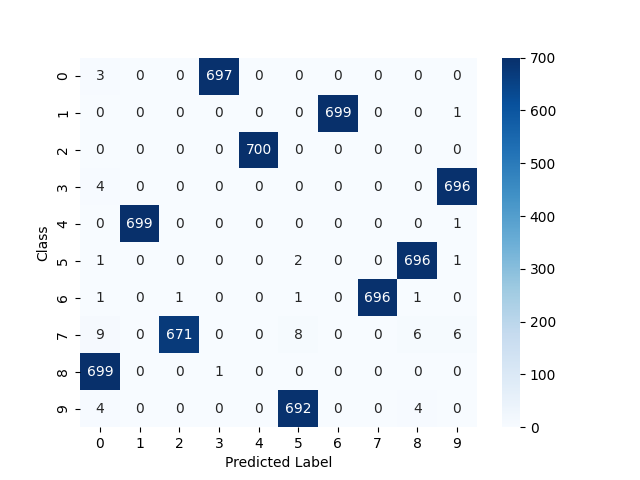 0 3 0 0 697 0 0 0 0 0 0
1 0 0 0 0 0 0 699 0 0 1
2 0 0 0 0 700 0 0 0 0 0
3 4 0 0 0 0 0 0 0 0 696
4 0 699 0 0 0 0 0 0 0 1
5 1 0 0 0 0 2 0 0 696 1
6 1 0 1 0 0 1 0 696 1 0
7 9 0 671 0 0 8 0 0 6 6
8 699 0 0 1 0 0 0 0 0 0
9 4 0 0 0 0 692 0 0 4 0
0 1 2 3 4 5 6 7 8 9
Predicted Label
Class
700
600
500
400
300
200
100
0